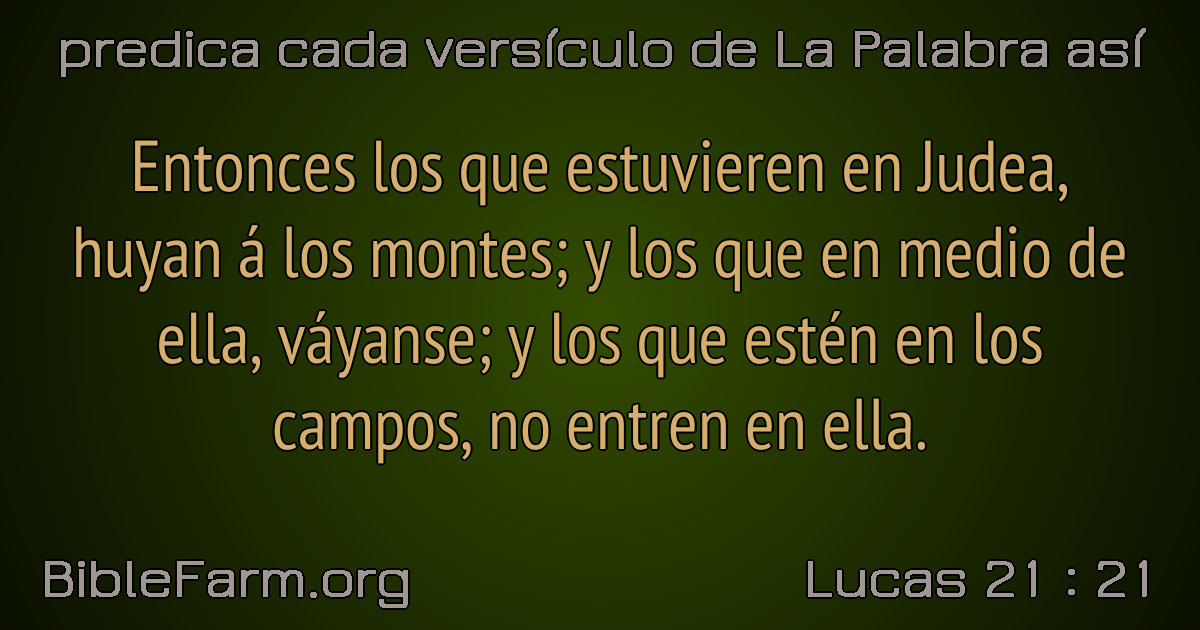 predica cada versículo de La Palabra así
Entonces los que estuvieren en Judea,
huyan á los montes; y los que en medio de
ella, váyanse; y los que estén en los
campos, no entren en ella.
BibleFarm.org
Lucas 21 : 21